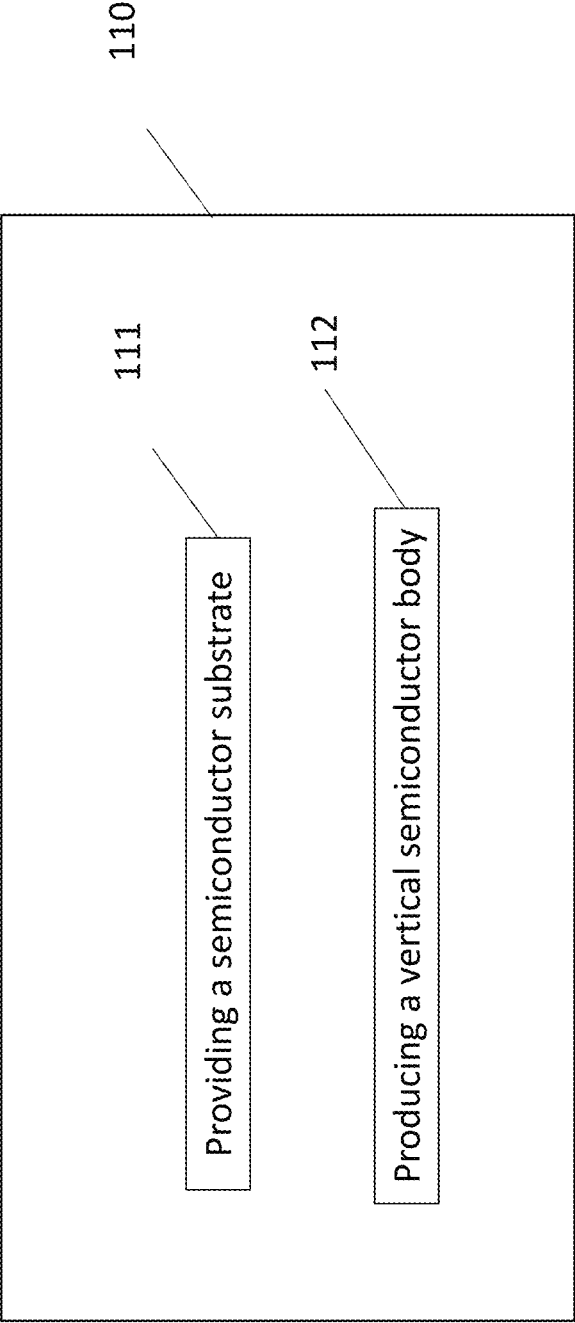 110
111
Providing a semiconductor substrate
112
Producing a vertical semiconductor body